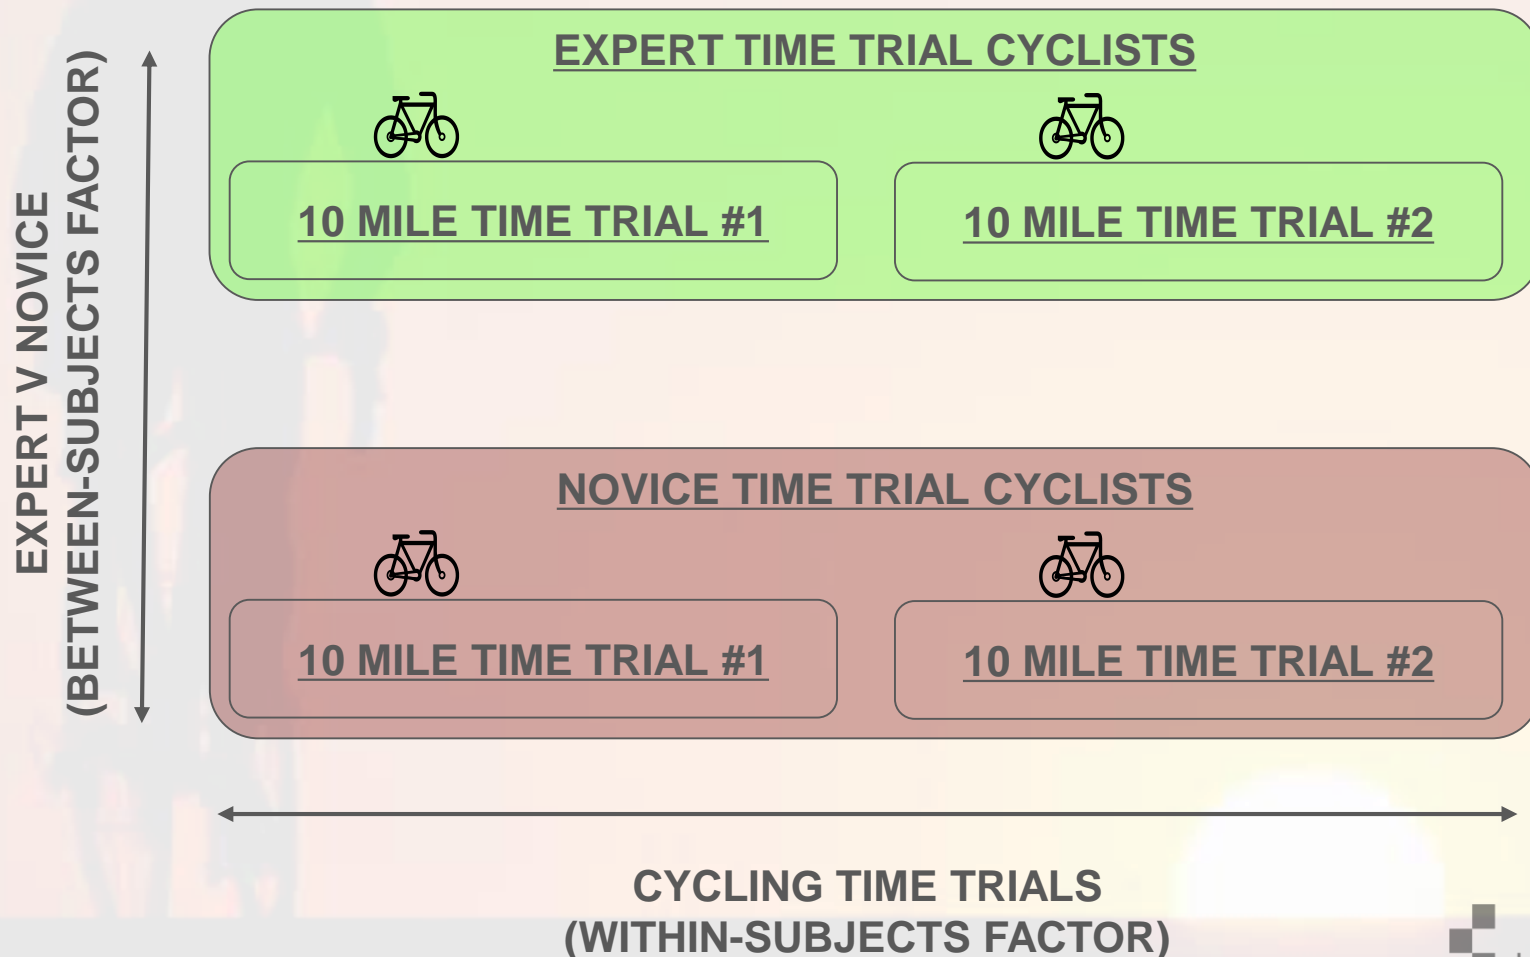 EXPERT V NOVICE
(BETWEEN-SUBJECTS FACTOR)
EXPERT TIME TRIAL CYCLISTS
10 MILE TIME TRIAL #1
10 MILE TIME TRIAL #2
NOVICE TIME TRIAL CYCLISTS
10 MILE TIME TRIAL #1
10 MILE TIME TRIAL #2
CYCLING TIME TRIALS
(WITHIN-SUBJECTS FACTOR)